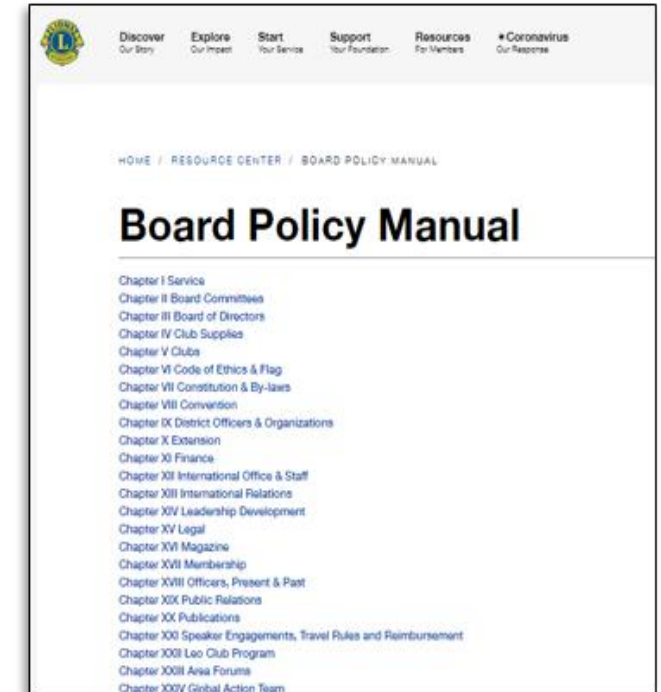 Discover
Our Story
Explore
Our Impact
Start
Your Service
Support
Your Foundation
Resources
For Members
✶Coronavirus
Our Response
HOME / RESOURCE CENTER / BOARD POLICY MANUAL
Board Policy Manual
Chapter I Service
Chapter II Board Committees
Chapter III Board of Directors
Chapter IV Club Supplies
Chapter V Clubs
Chapter VI Code of Ethics & Flag
Chapter VII Constitution & By-laws
Chapter VIII Convention
Chapter IX District Officers & Organizations
Chapter X Extension
Chapter XI Finance
Chapter XII International Office & Staff
Chapter XIII International Relations
Chapter XIV Leadership Development
Chapter XV Legal
Chapter XVI Magazine
Chapter XVII Membership
Chapter XVIII Officers, Present & Past
Chapter XIX Public Relations
Chapter XX Publications
Chapter XXI Speaker Engagements, Travel Rules and Reimbursement
Chapter XXII Leo Club Program
Chapter XXIII Area Forums
Chapter XXIV Global Action Team